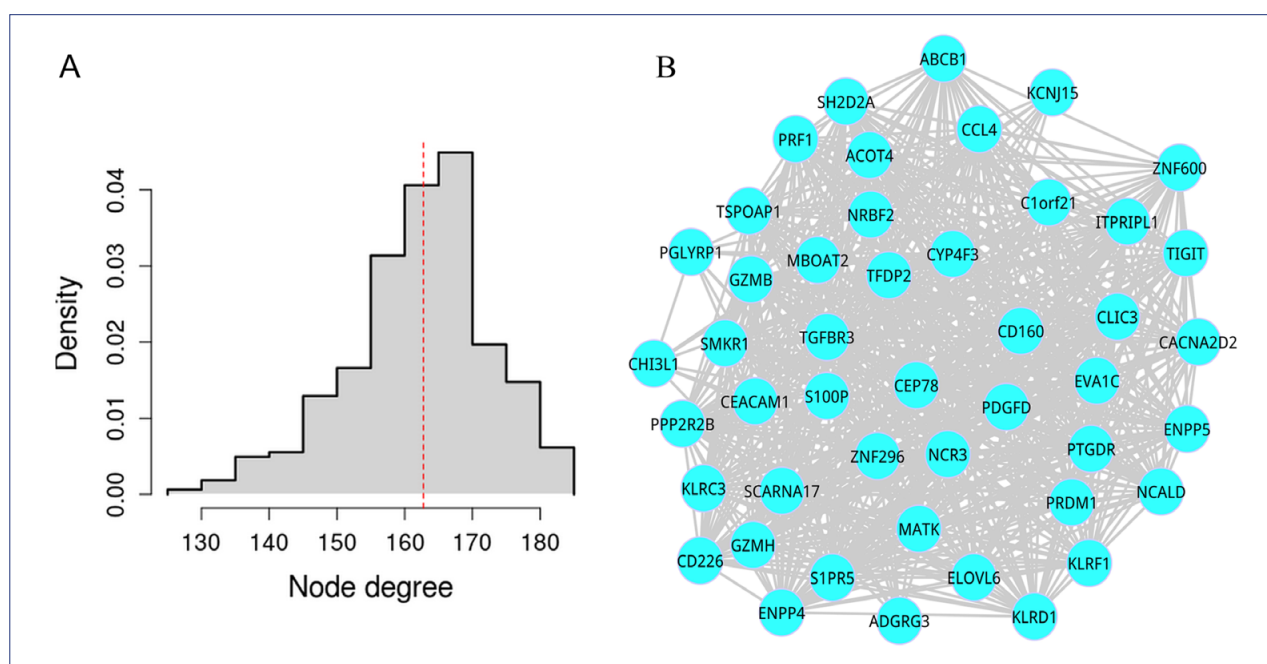 A
Density
0.00
0.01
0.02
0.03
0.04
130
140
150
160
170
180
Node degree
B
ABCB1
KCNJ15
SH2D2A
CCL4
PRF1
ACOT4
ZNF600
C1orf21
TSPOAP1
NRBF2
ITPRIPL1
PGLYRP1
MBOAT2
CYP4F3
TIGIT
GZMB
TFDP2
CLIC3
CD160
TGFBR3
SMKR1
CACNA2D2
CHI3L1
CEP78
EVA1C
S100P
CEACAM1
PDGFD
PPP2R2B
ENPP5
PTGDR
NCR3
ZNF296
KLRC3
SCARNA17
NCALD
PRDM1
MATK
GZMH
CD226
KLRF1
S1PR5
ELOVL6
ENPP4
ADGRG3
KLRD1